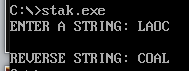 C:\>stak.exe
ENTER A STRING: LAOC
REVERSE STRING: COAL